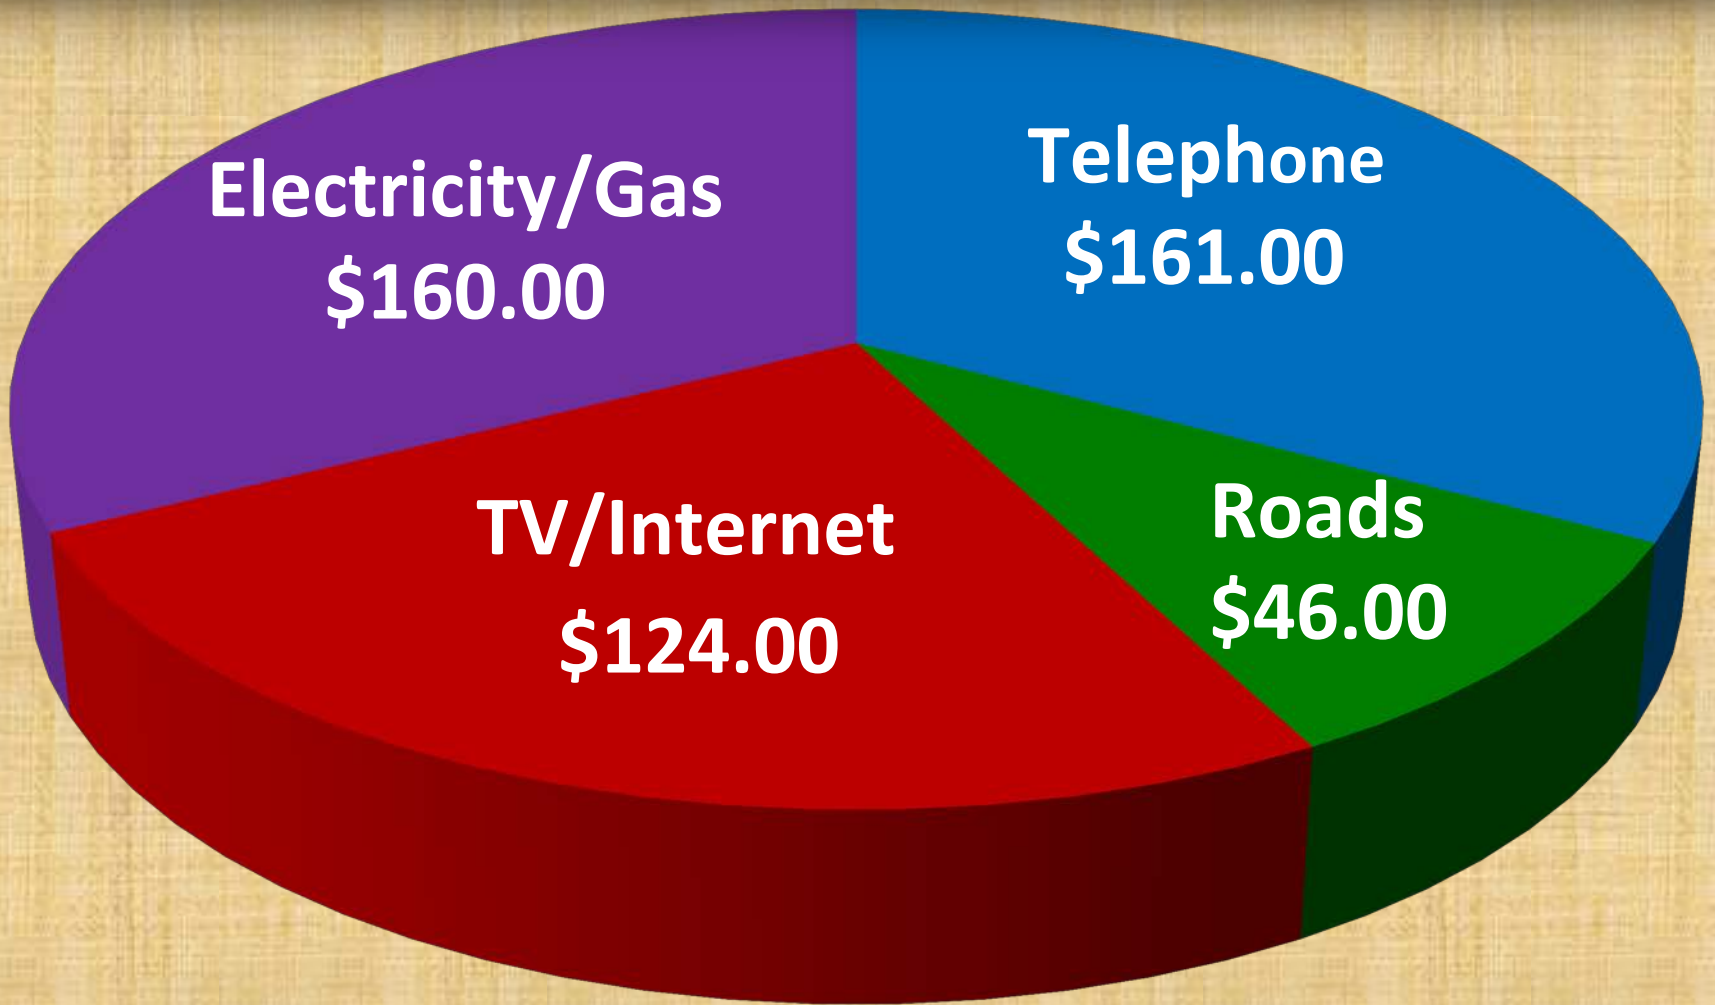 Electricity/Gas
$160.00
Telephone
$161.00
TV/Internet
$124.00
Roads
$46.00